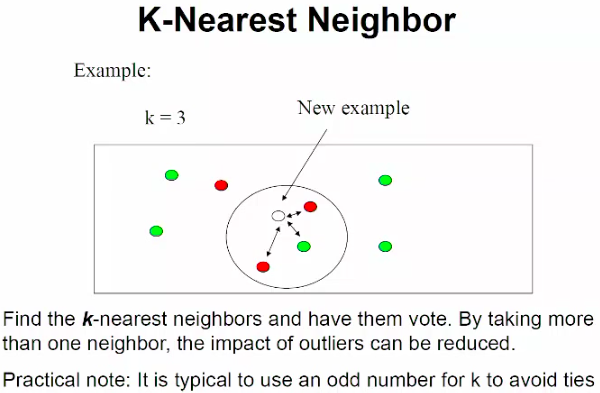 K-Nearest Neighbor
Example:
k = 3
New example
Find the k-nearest neighbors and have them vote. By taking more
than one neighbor, the impact of outliers can be reduced.
Practical note: It is typical to use an odd number for k to avoid ties